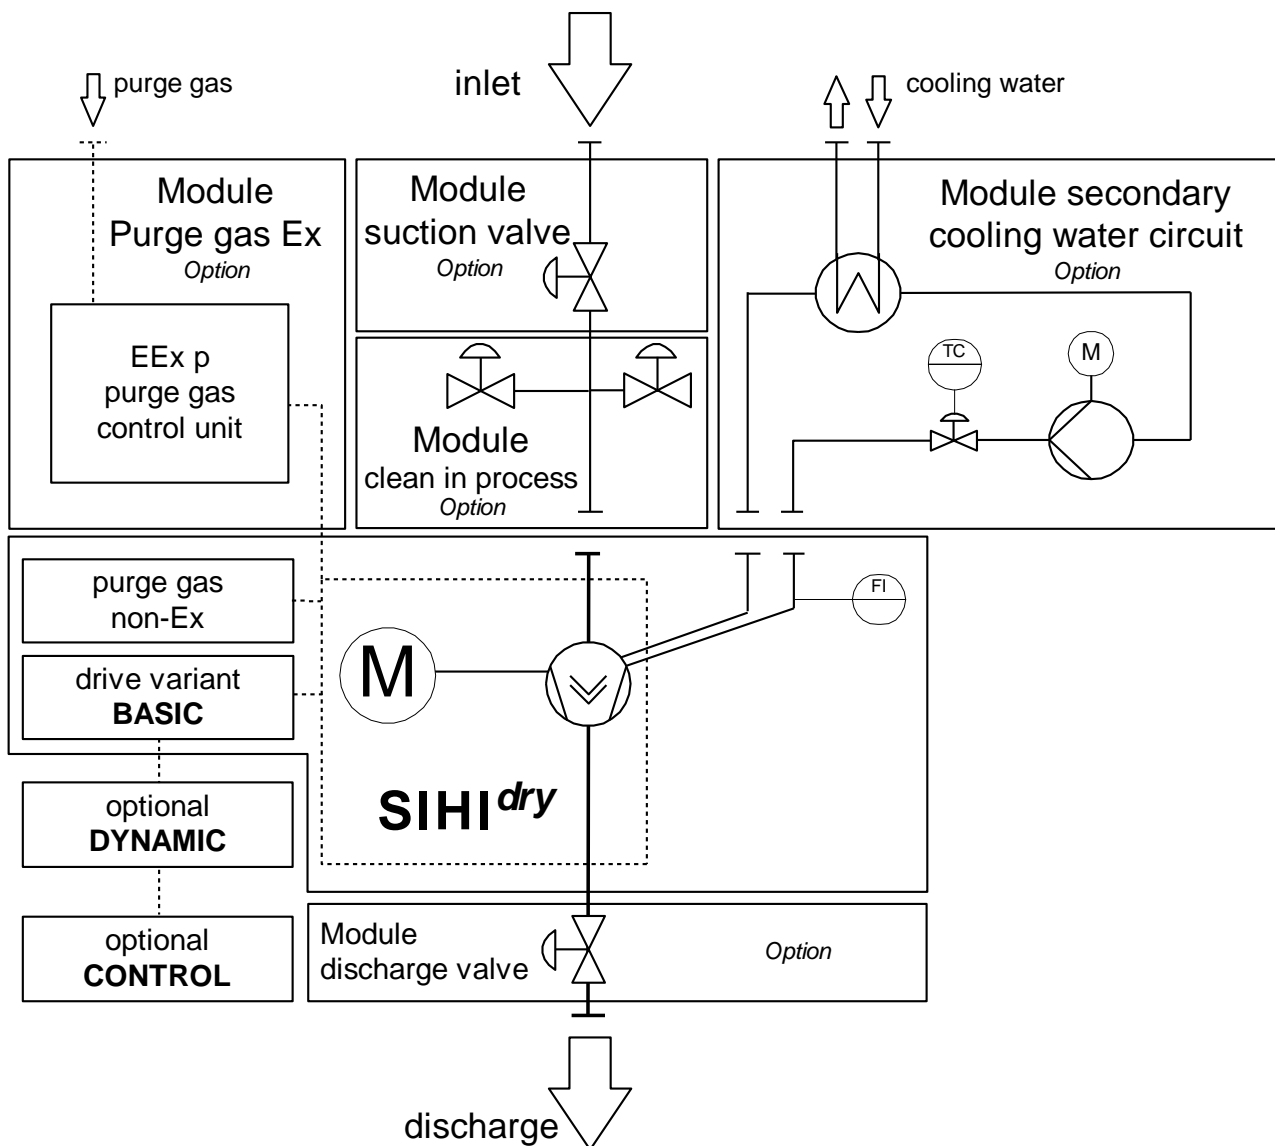 purge gas
inlet
cooling water
Module
Purge gas Ex
Option
EEx p
purge gas
control unit
Module
suction valve
Option
Module
clean in process
Option
Module secondary
cooling water circuit
Option
TC
M
purge gas
non-Ex
drive variant
BASIC
optional
DYNAMIC
optional
CONTROL
M
FI
SIHI dry
Module
discharge valve
Option
discharge